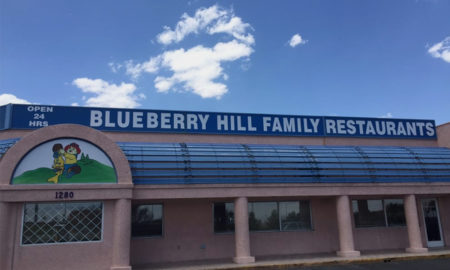 OPEN
24
HRS
BLUEBERRY HILL FAMILY RESTAURANTS
1280